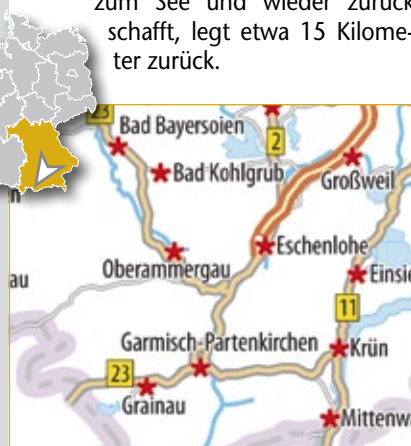 zum See und wieder zurück
schafft, legt etwa 15 Kilome-
ter zurück.
23
Bad Bayersoien
2
Bad Kohlgrub
Großweil
Eschenlohe
Oberammergau
au
Einsie
11
Garmisch-Partenkirchen
Krün
23
Grainau
Mittenwa